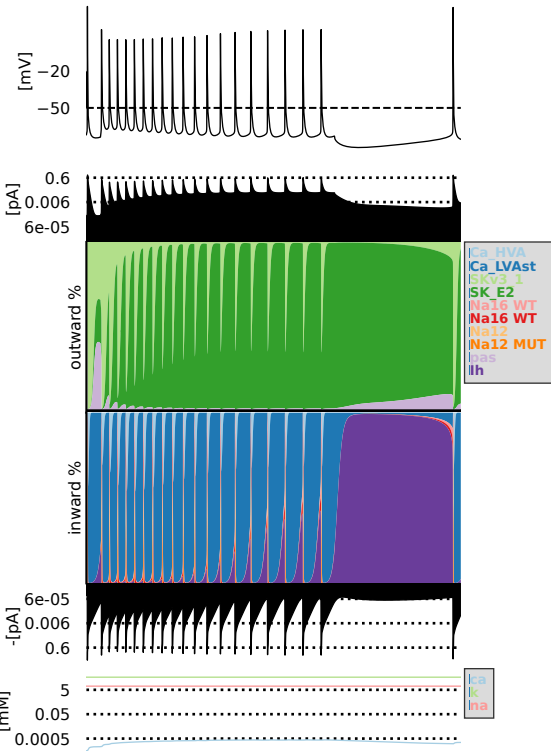 [mV]
−20
−50
[pA]
0.6
0.006
6e-05
outward %
Ca_HVA
Ca_LVAst
SKv3_1
SK_E2
Na16 WT
Na16 WT
Na12
Na12 MUT
pas
Ih
inward %
-[pA]
6e-05
0.006
0.6
[mM]
5
0.05
0.0005
ca
k
na